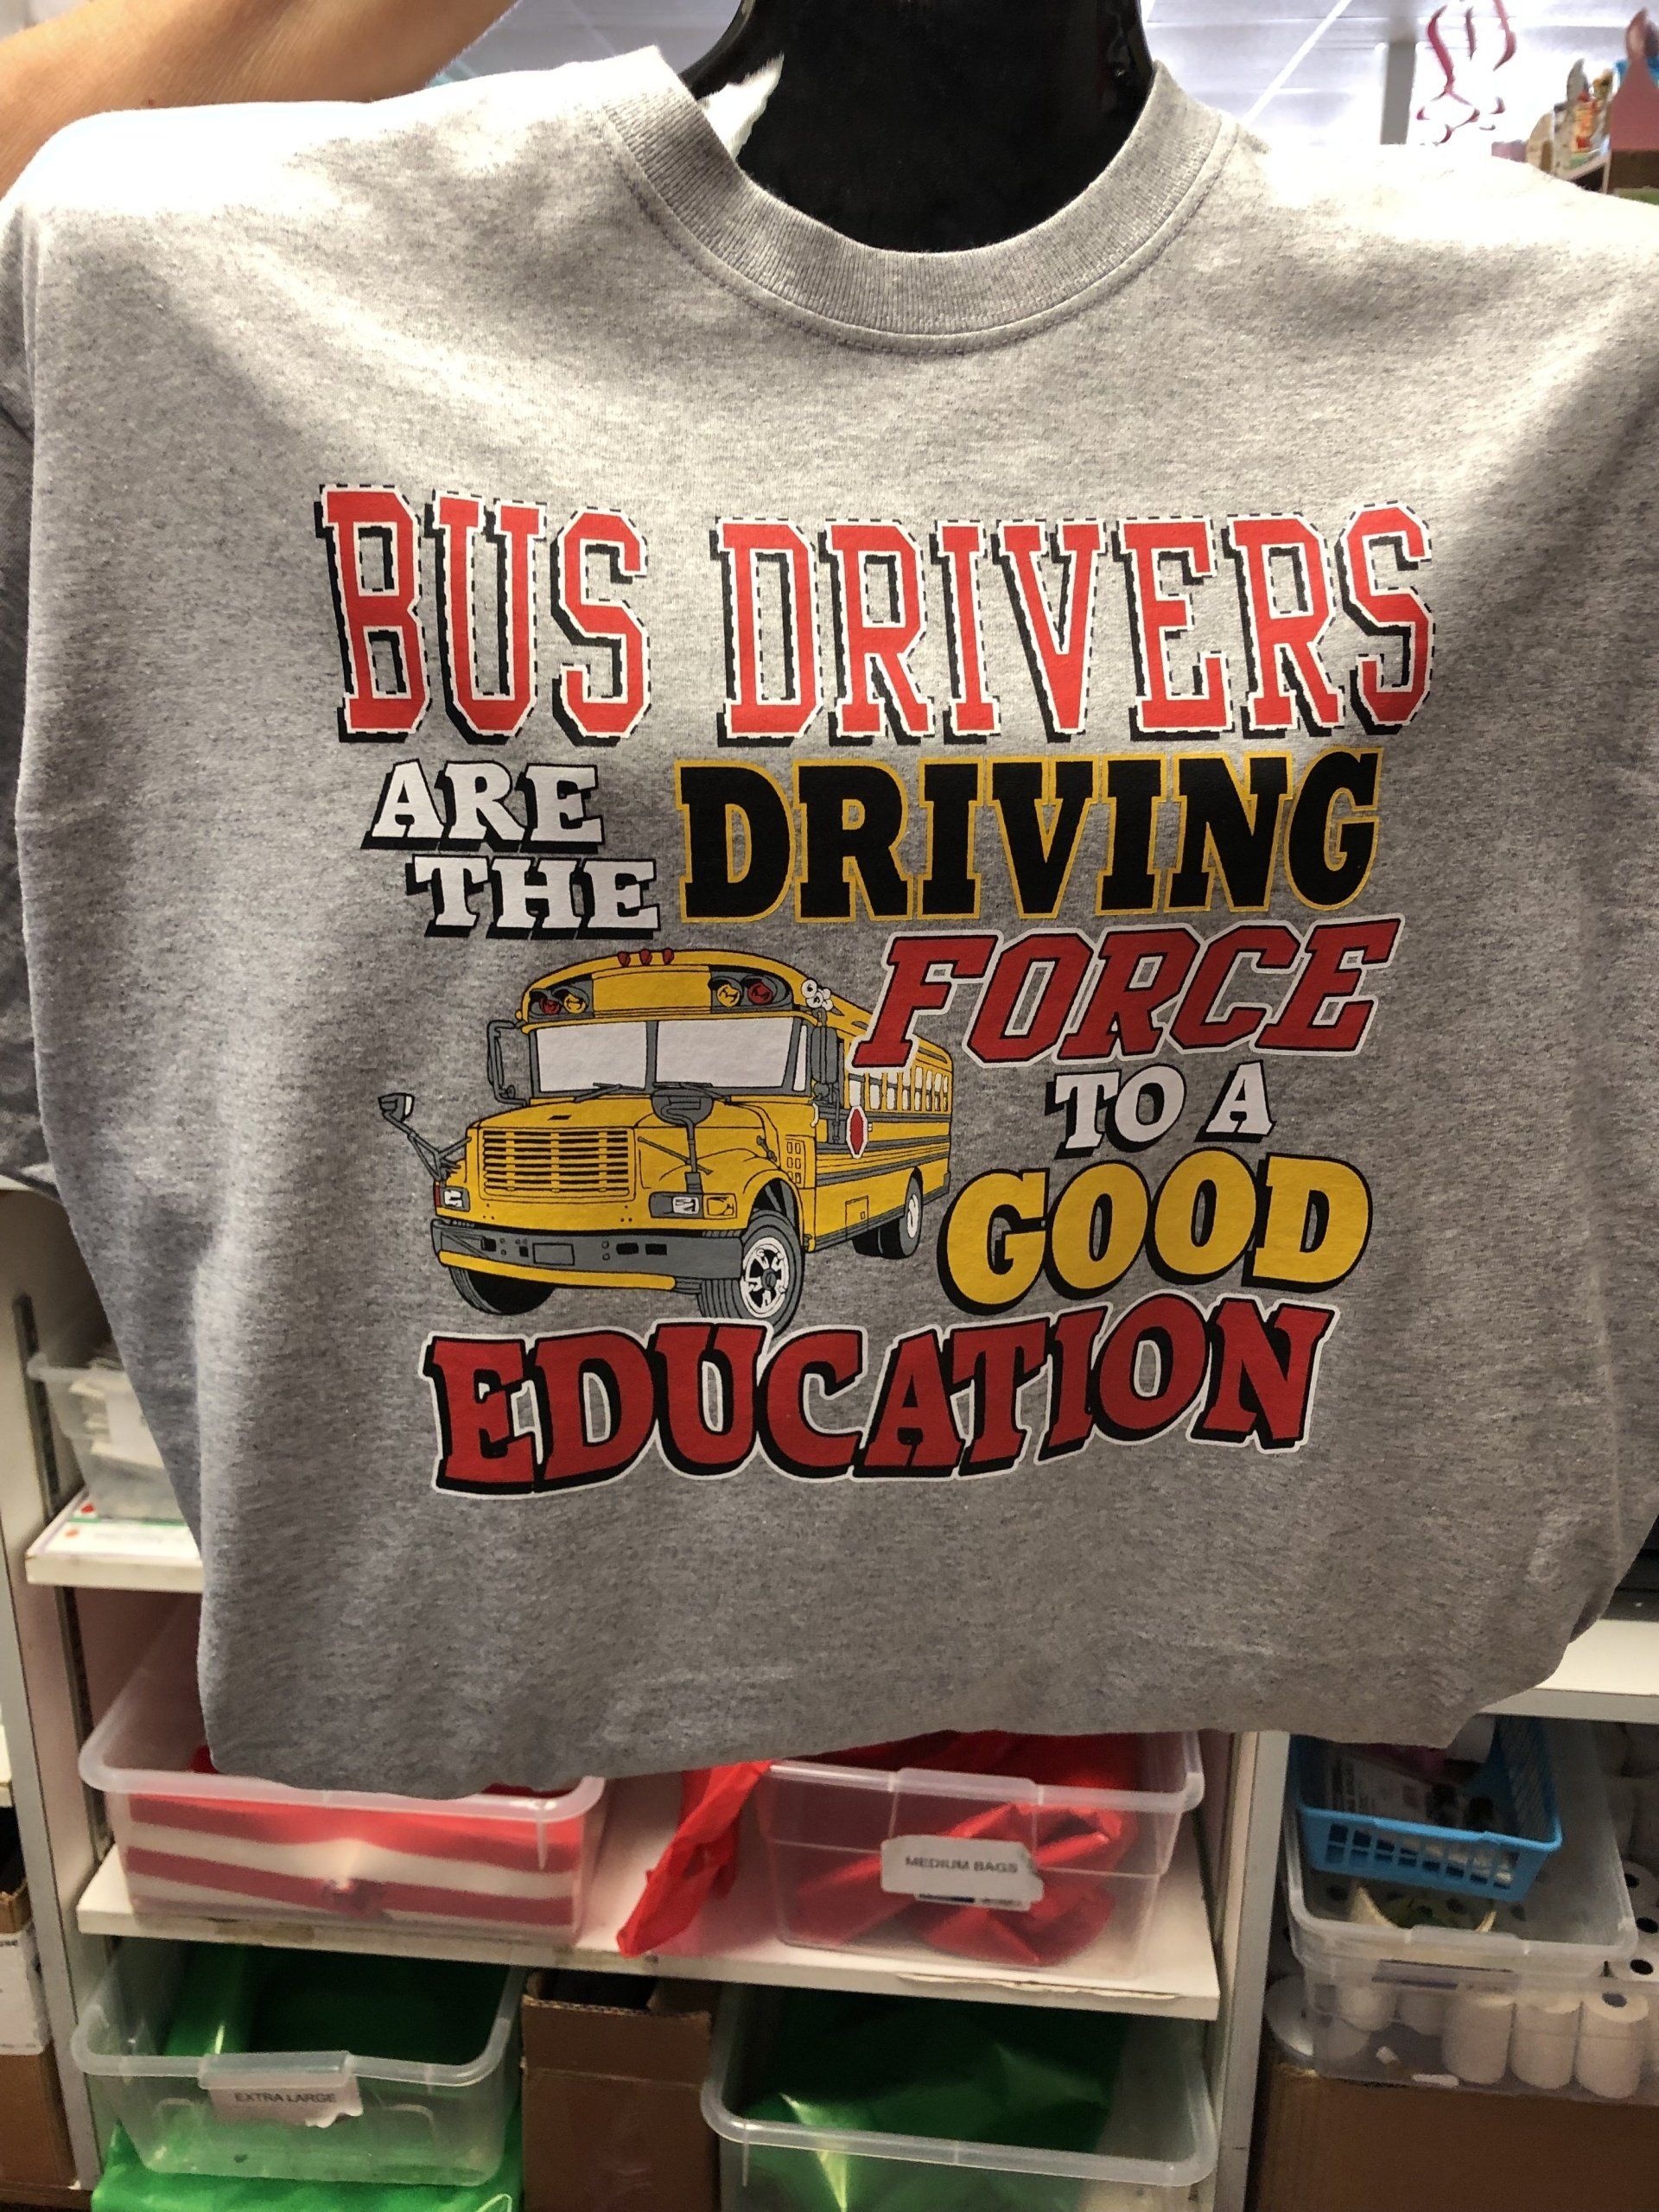 BUS DRIVERS
ARE
THE
DRIVING
FORCE
TO A
GOOD
EDUCATION
MEDIUM BAGS
EXTRA LARGE